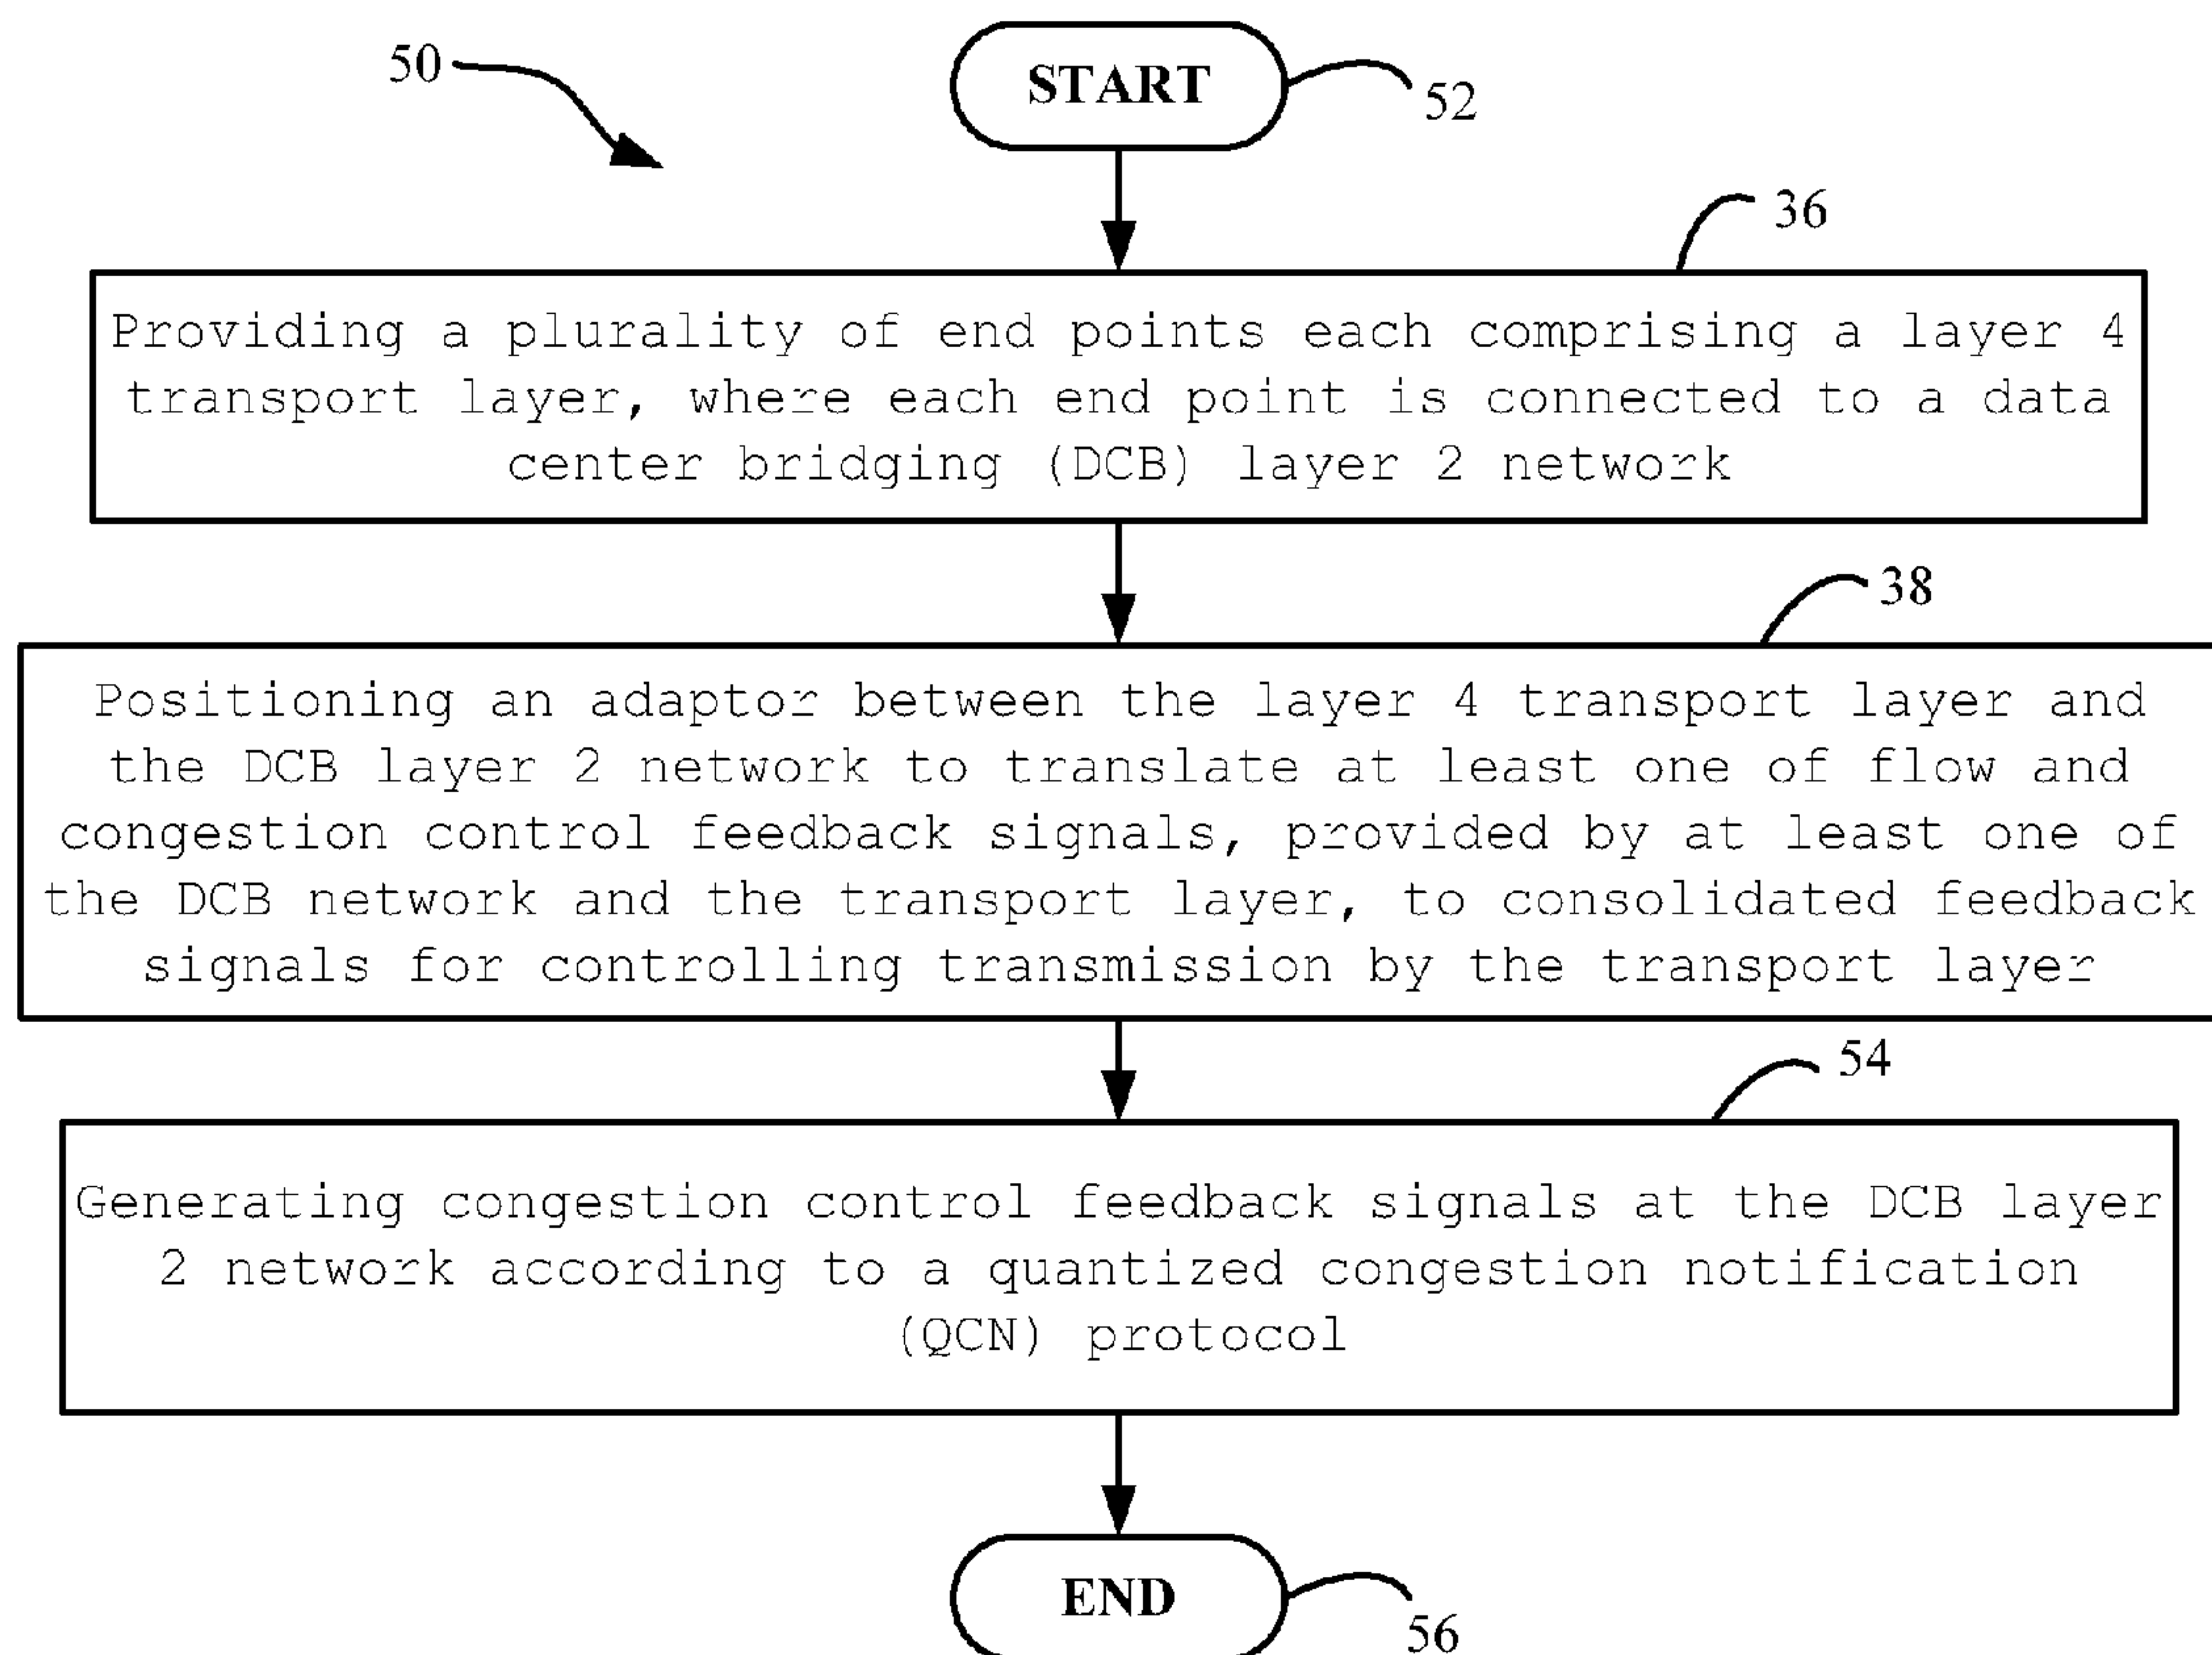 50
START
52
36
Providing a plurality of end points each comprising a layer 4
transport layer, where each end point is connected to a data
center bridging (DCB) layer 2 network
38
Positioning an adaptor between the layer 4 transport layer and
the DCB layer 2 network to translate at least one of flow and
congestion control feedback signals, provided by at least one of
the DCB network and the transport layer, to consolidated feedback
signals for controlling transmission by the transport layer
54
Generating congestion control feedback signals at the DCB layer
2 network according to a quantized congestion notification
(QCN) protocol
END
56